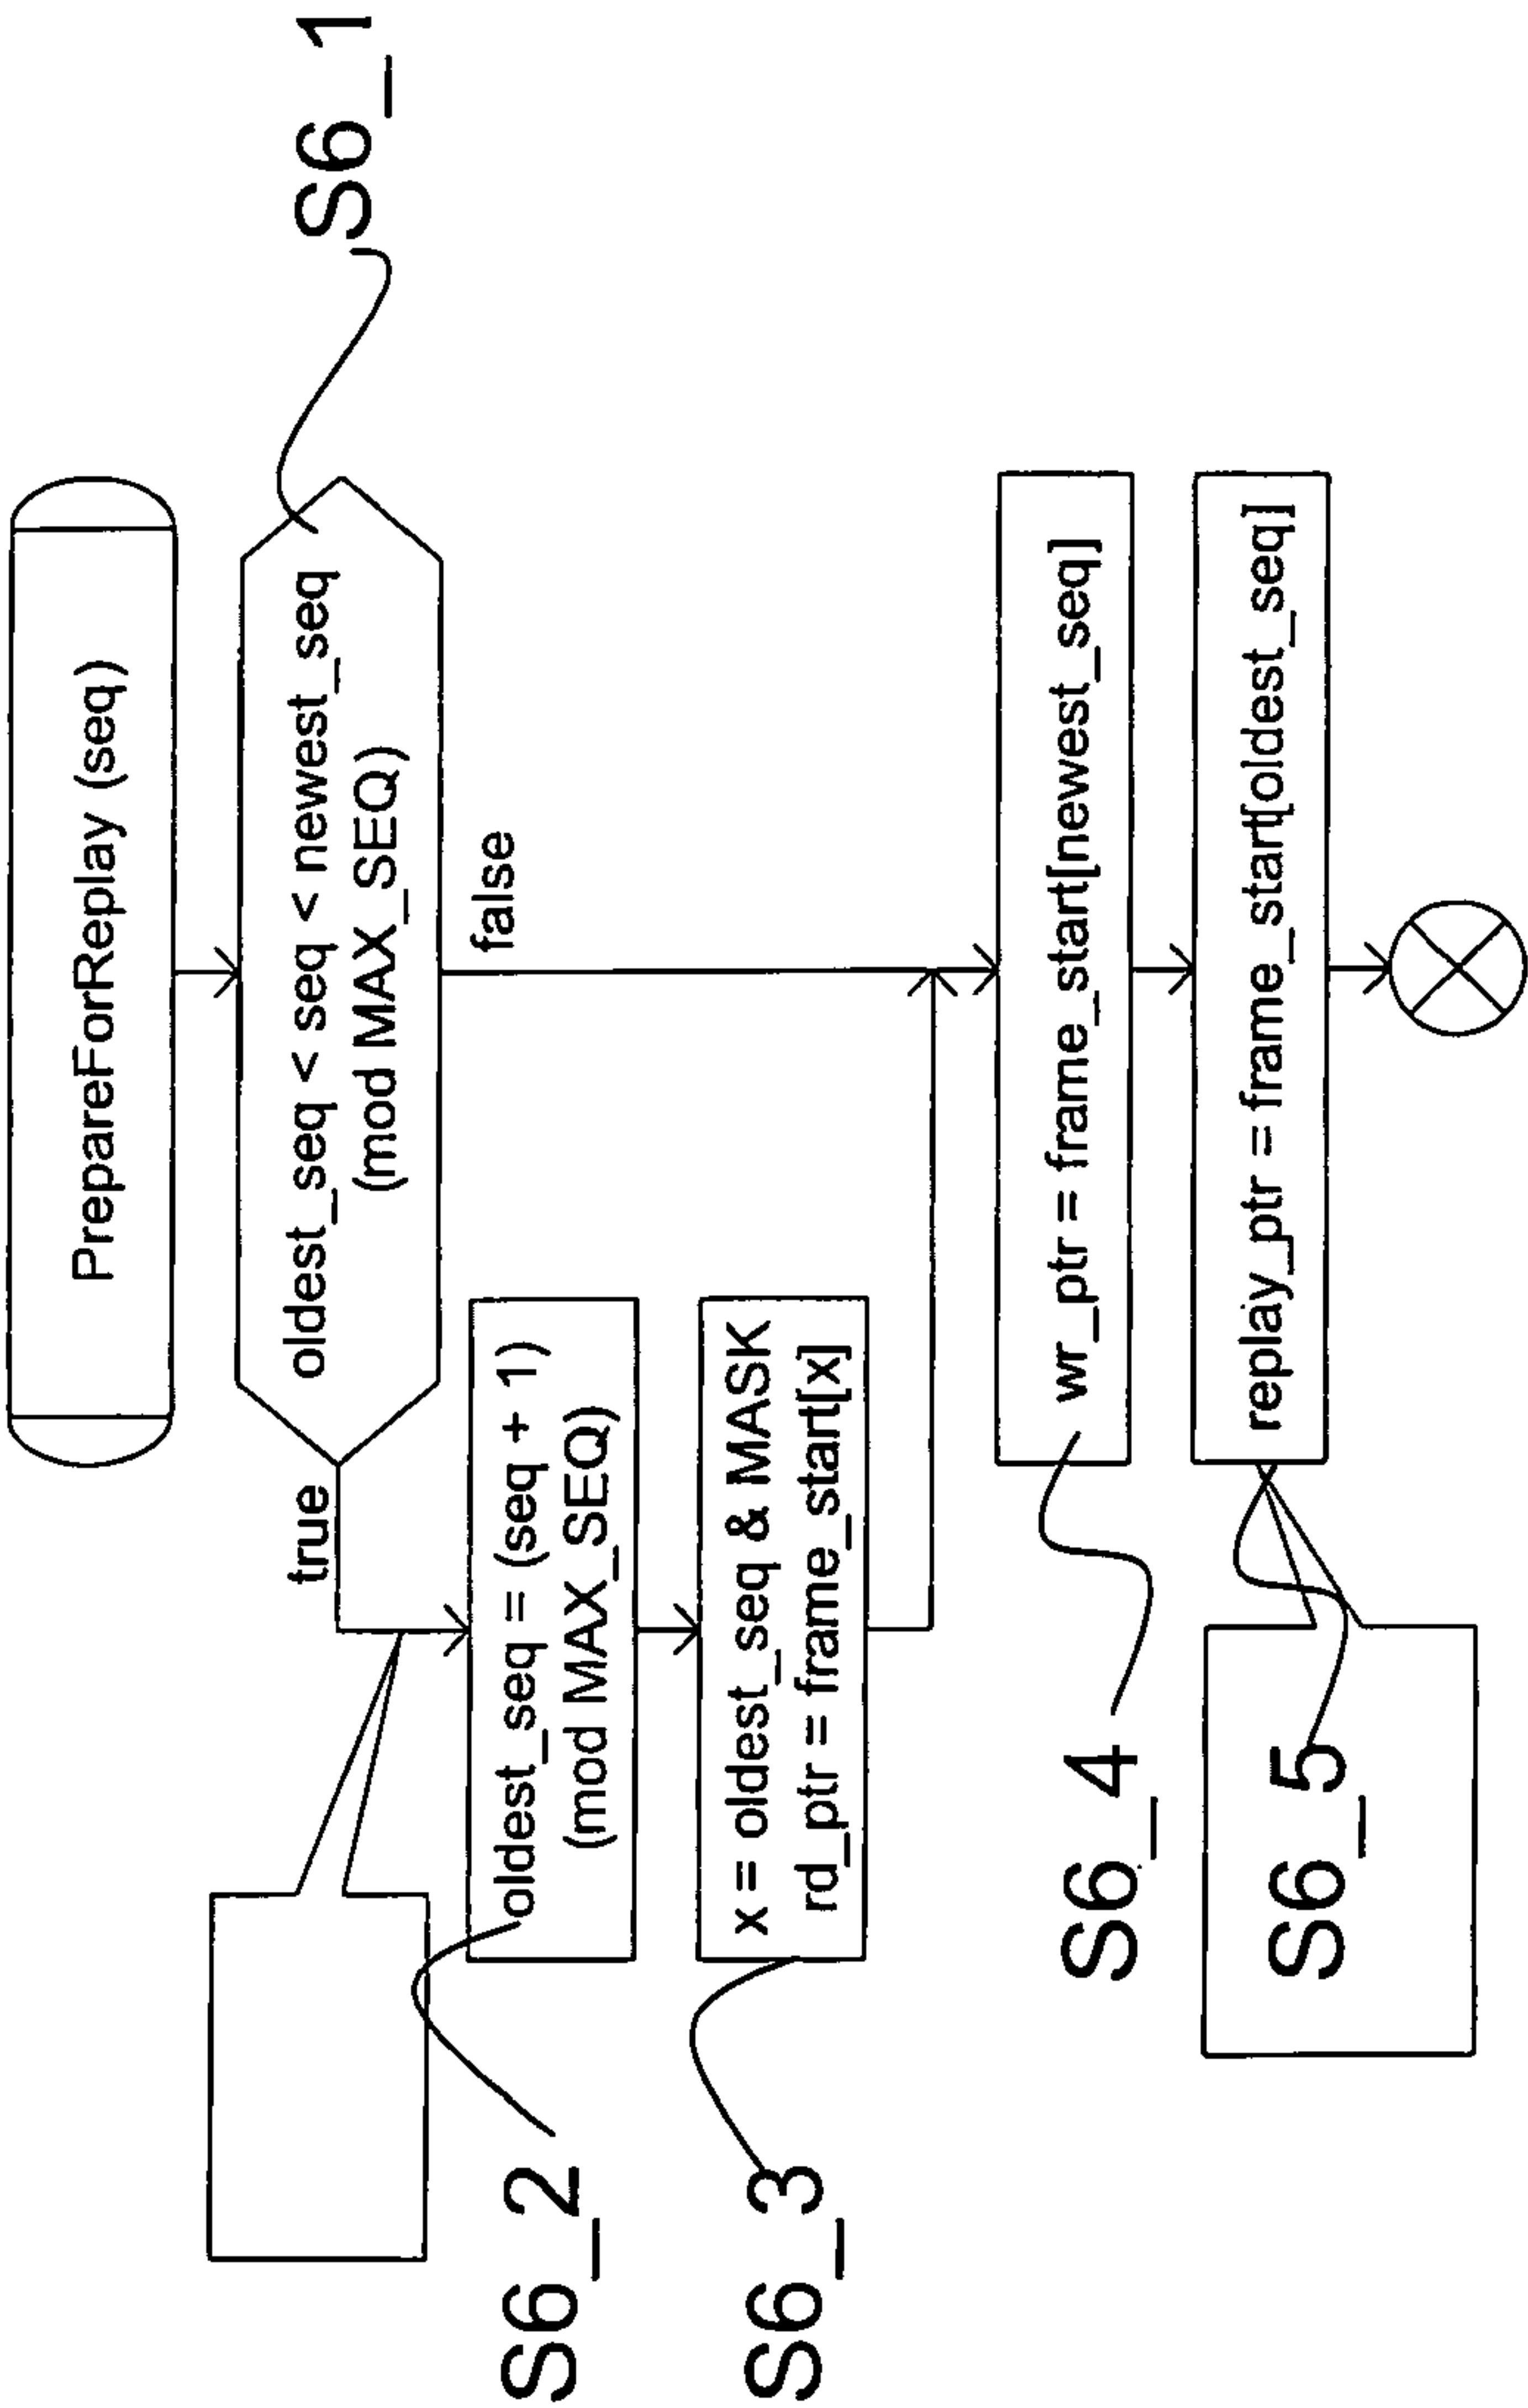 PrepareForReplay (seq)
oldest_seq < seq < newest_seq
(mod MAX_SEQ)
S6_1
true
false
oldest_seq = (seq + 1)
(mod MAX_SEQ)
S6_2
x = oldest_seq & MASK
rd_ptr = frame_start[x]
S6_3
wr_ptr = frame_start[newest_seq]
S6_4
replay_ptr = frame_start[oldest_seq]
S6_5